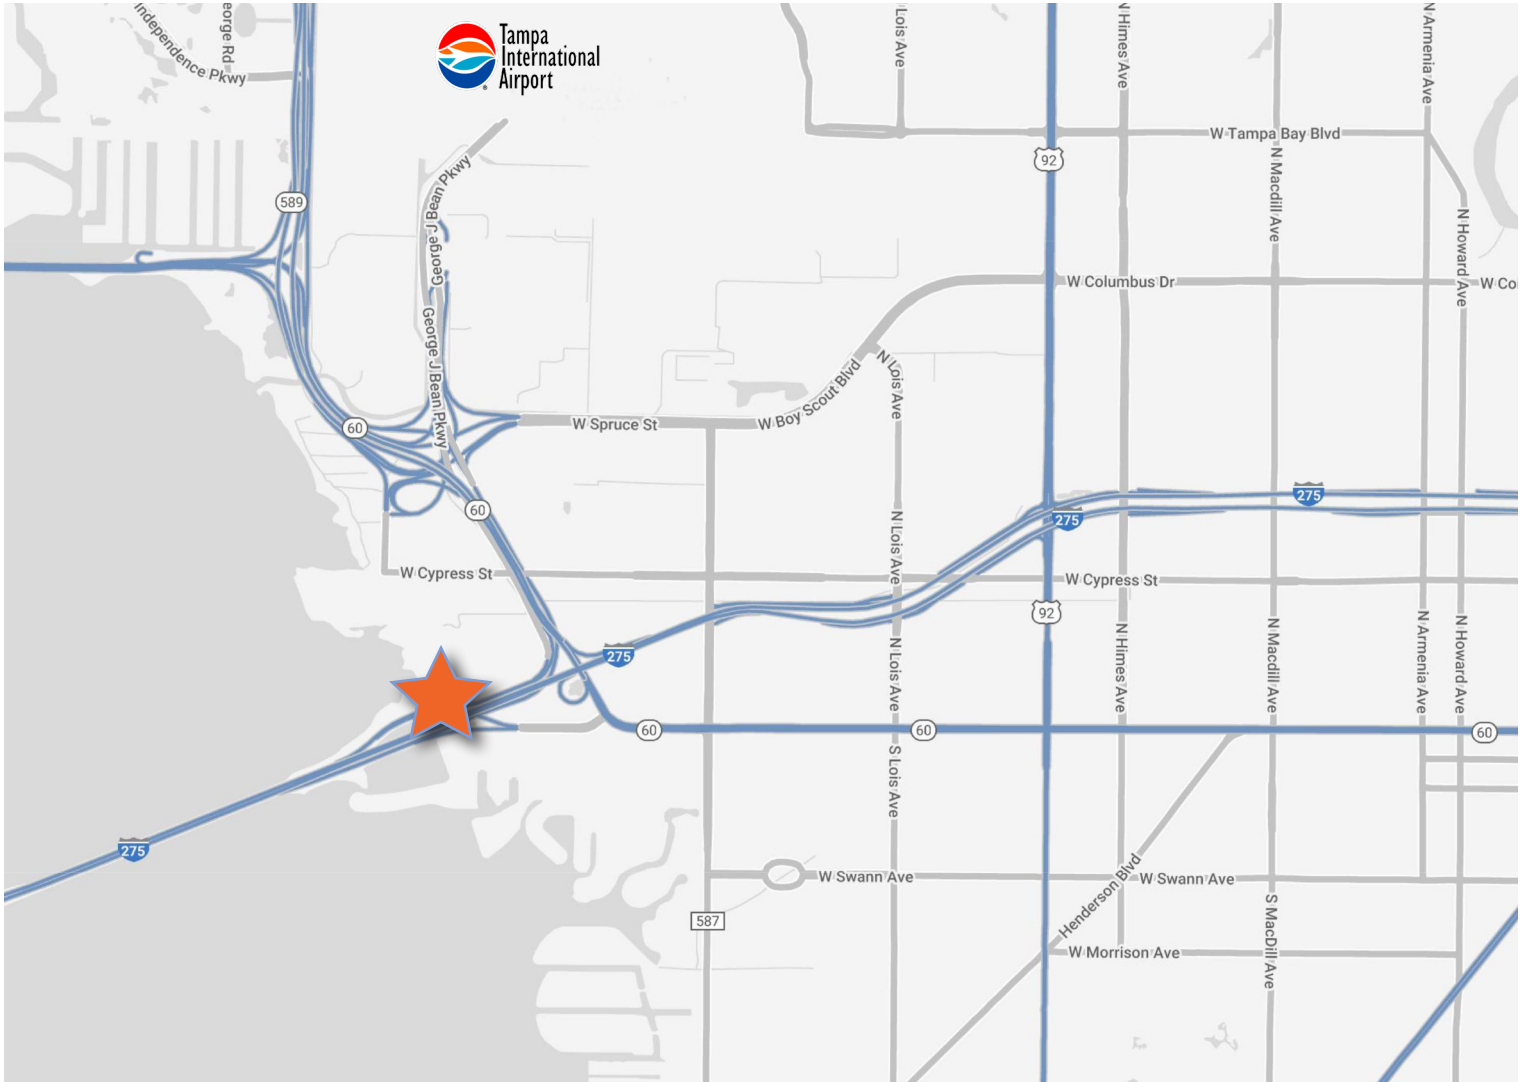 Independence Pkwy
eorge Rd
Tampa
International
Airport
Lois Ave
N Himes Ave
N Armenia Ave
W Tampa Bay Blvd
92
N Macdill Ave
George J Bean Pkwy
589
N Howard Ave
W Columbus Dr
W Co
George J Bean Pkwy
N Lois Ave
W Boy Scout Blvd
W Spruce St
60
275
60
275
N Lois Ave
W Cypress St
W Cypress St
92
N Himes Ave
N Macdill Ave
N Armenia Ave
N Howard Ave
N Lois Ave
275
60
60
60
S Lois Ave
275
W Swann Ave
W Swann Ave
Henderson Blvd
587
S MacDill Ave
W Morrison Ave